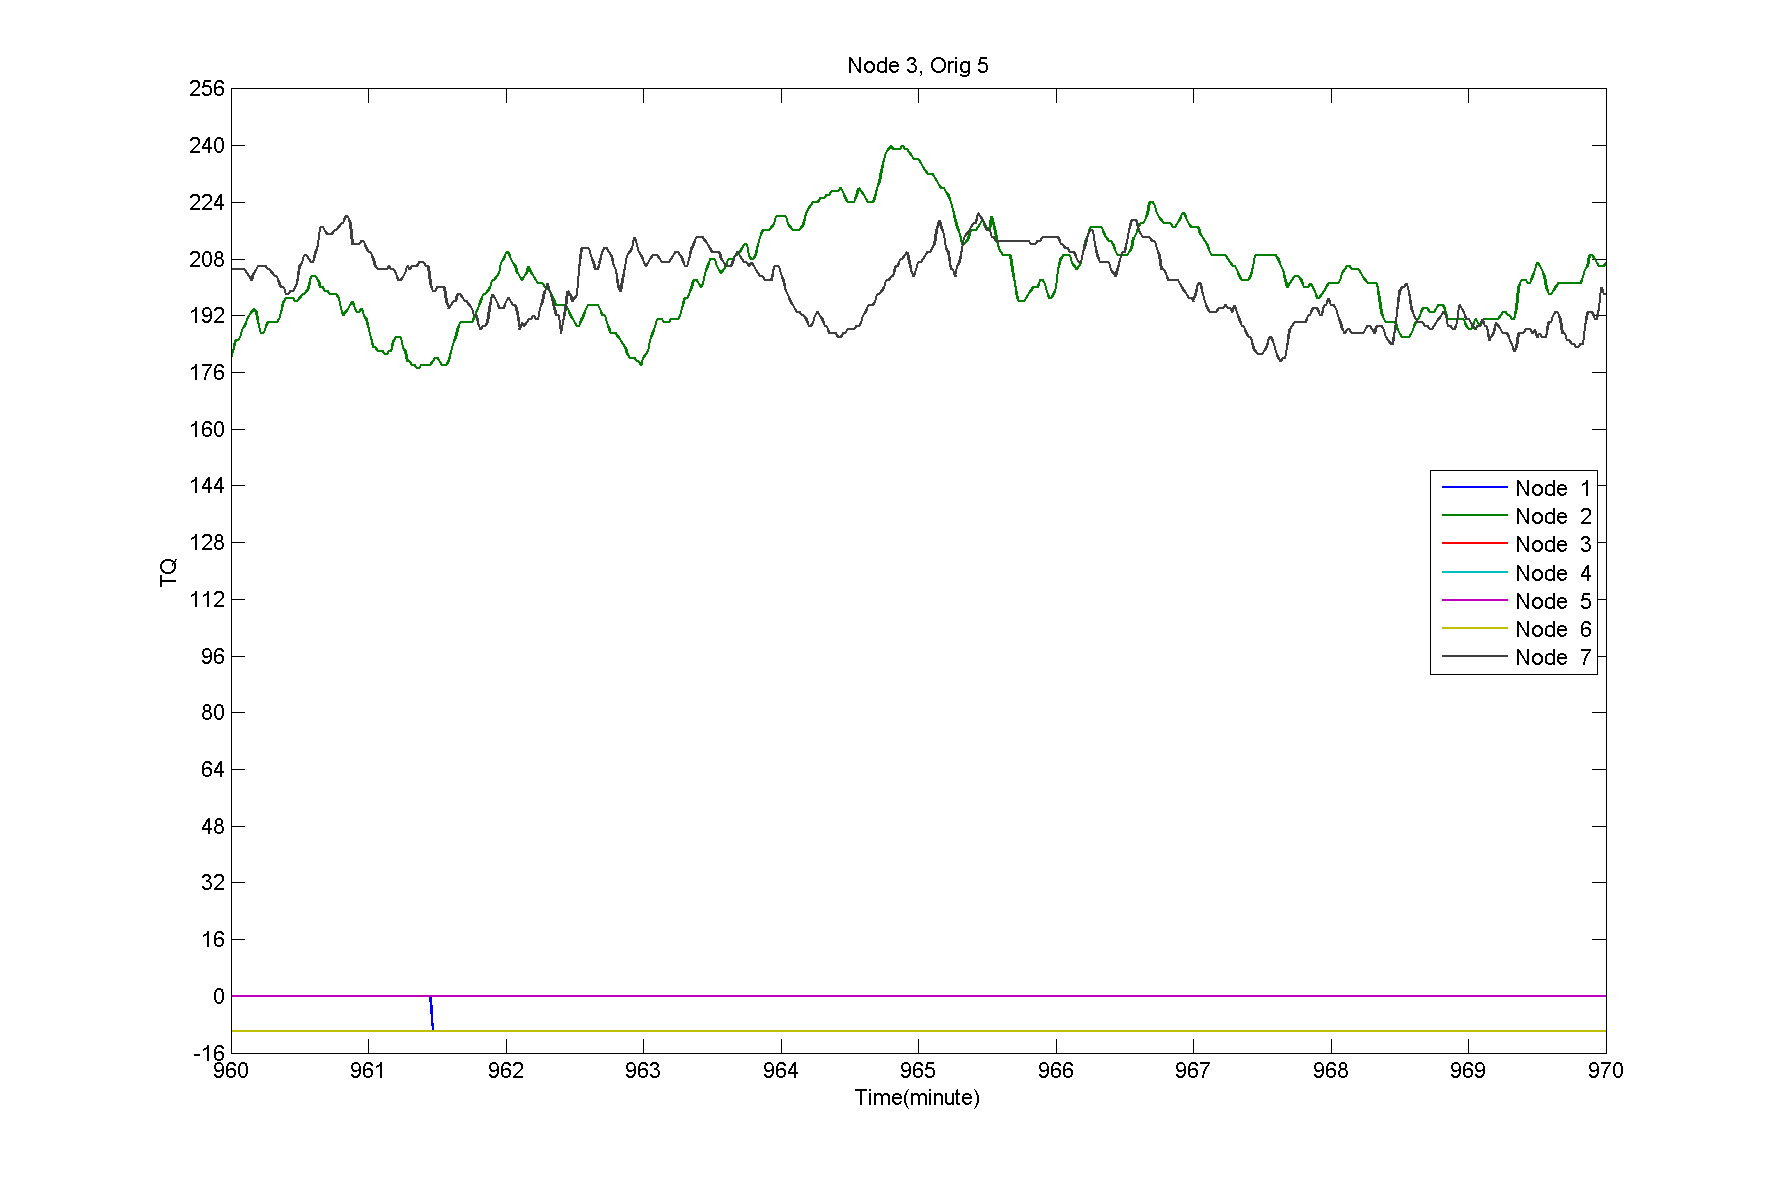 Node 3, Orig 5
256
240
224
208
192
176
160
144
128
112
96
80
64
48
32
16
0
-16
TQ
Node 1
Node 2
Node 3
Node 4
Node 5
Node 6
Node 7
960 961 962 963 964 965 966 967 968 969 970
Time(minute)